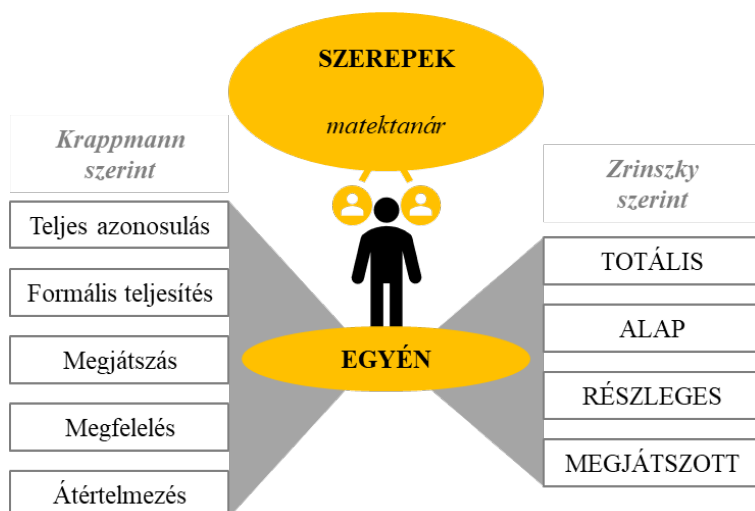 SZEREPEK
matektanár
Krappmann
szerint
Teljes azonosulás
Formális teljesítés
Megjátszás
Megfelelés
Átértelmezés
EGYÉN
Zrinszky
szerint
TOTÁLIS
ALAP
RÉSZLEGES
MEGJÁTSZOTT